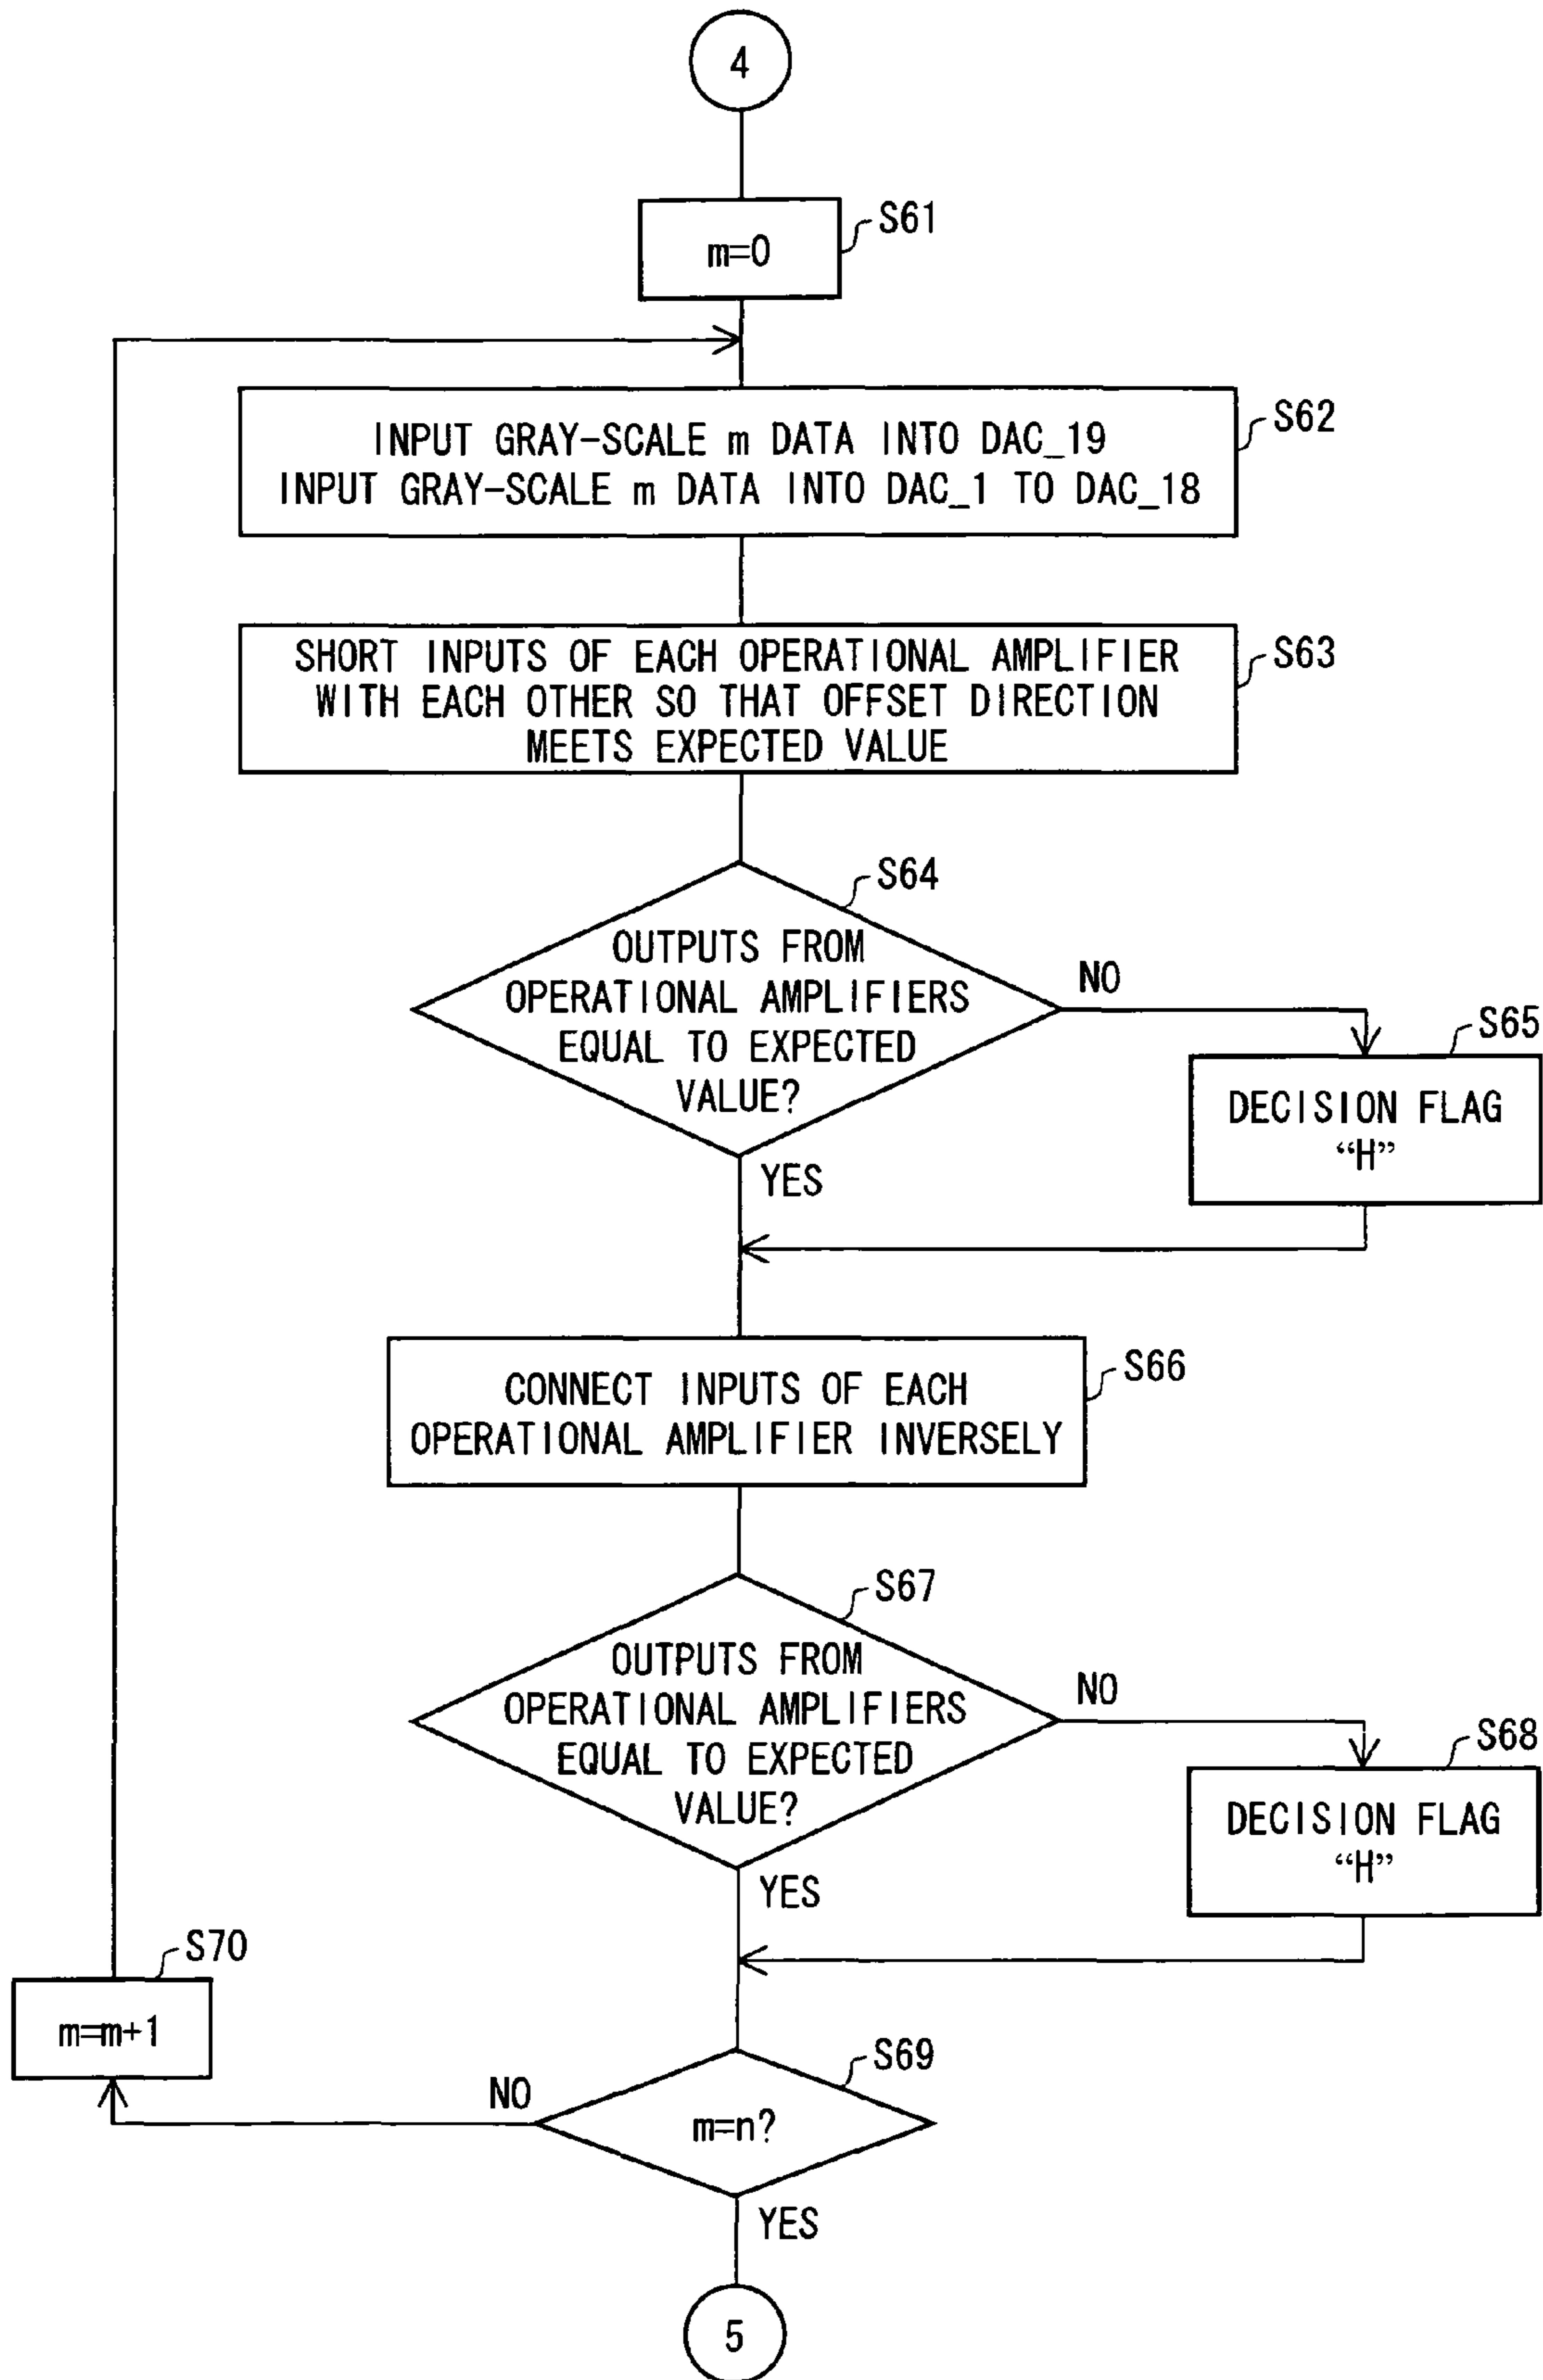 4
S61
m=0
S62
INPUT GRAY-SCALE m DATA INTO DAC_19
INPUT GRAY-SCALE m DATA INTO DAC_1 TO DAC_18
S63
SHORT INPUTS OF EACH OPERATIONAL AMPLIFIER
WITH EACH OTHER SO THAT OFFSET DIRECTION
MEETS EXPECTED VALUE
S64
OUTPUTS FROM
OPERATIONAL AMPLIFIERS
EQUAL TO EXPECTED
VALUE?
NO
YES
S65
DECISION FLAG
“H”
S66
CONNECT INPUTS OF EACH
OPERATIONAL AMPLIFIER INVERSELY
S67
OUTPUTS FROM
OPERATIONAL AMPLIFIERS
EQUAL TO EXPECTED
VALUE?
NO
YES
S68
DECISION FLAG
“H”
S70
m=m+1
S69
NO
m=n?
YES
5